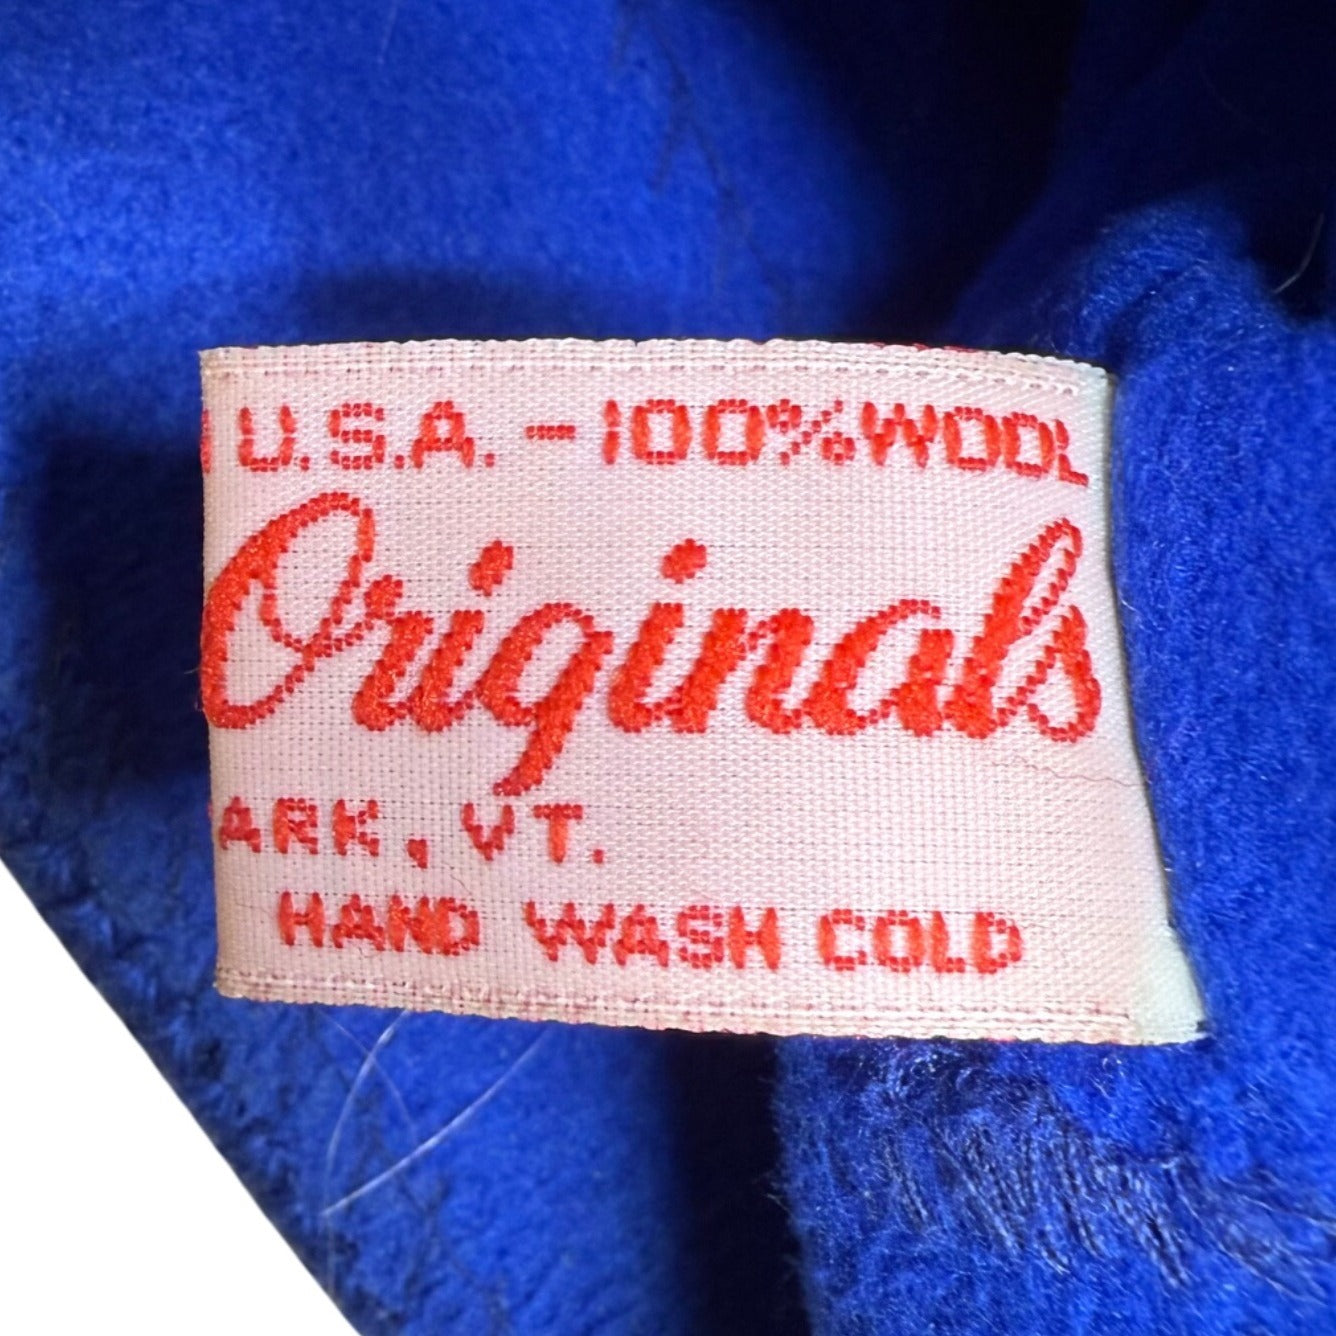 U.S.A. - 100% WOOL
Originals
ARK, VT.
HAND WASH COLD